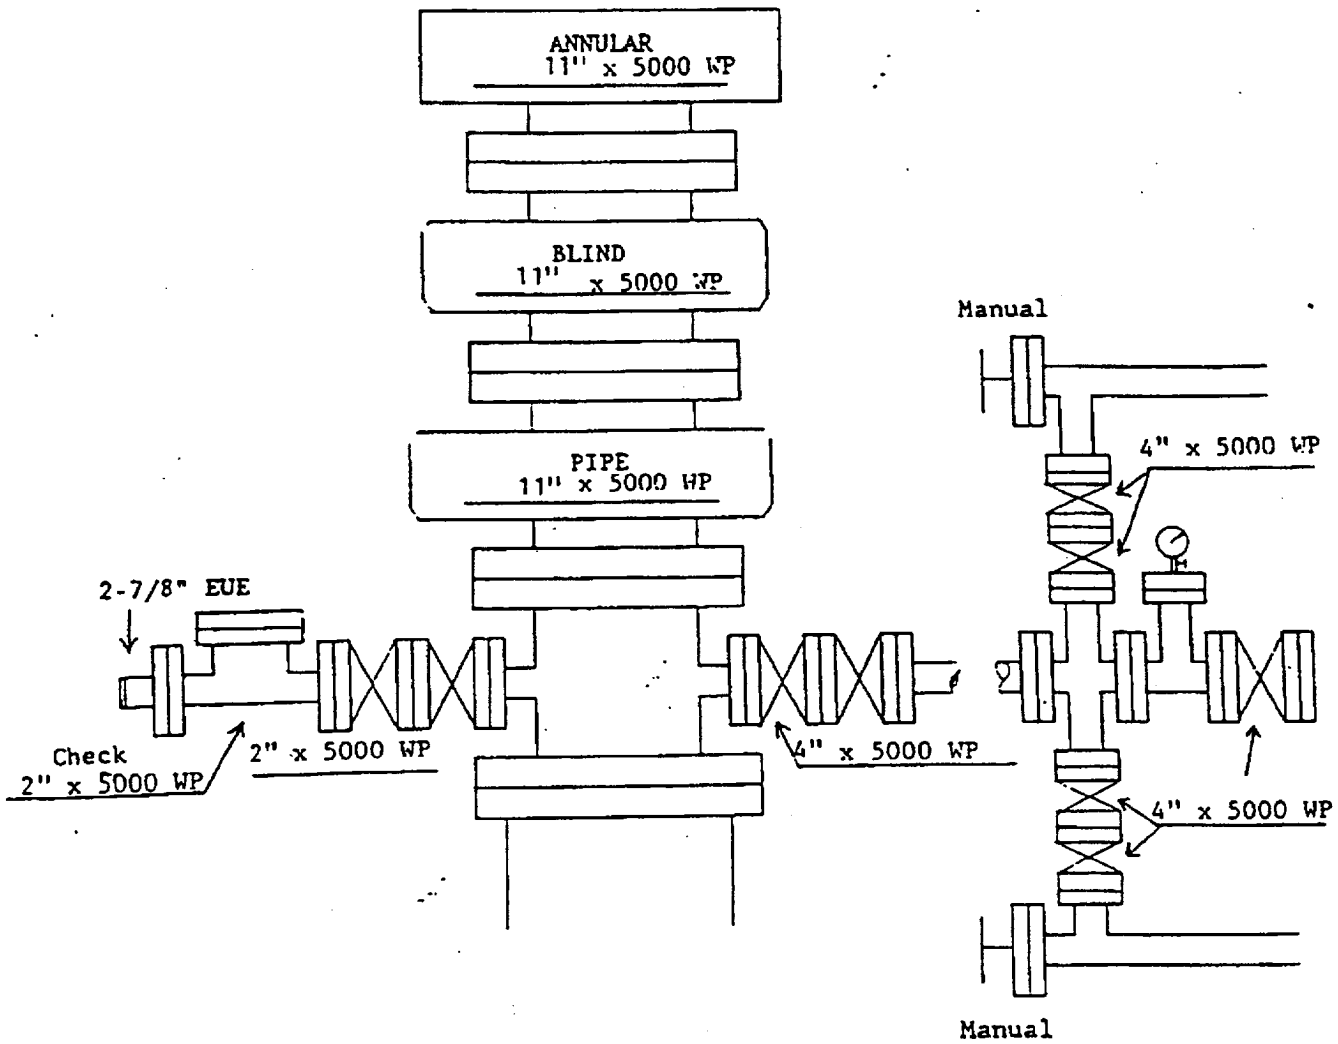 ANNULAR
11" x 5000 WP
BLIND
11" x 5000 WP
PIPE
11" x 5000 WP
2-7/8" EUE
Check
2" x 5000 WP
2" x 5000 WP
4" x 5000 WP
Manual
4" x 5000 WP
4" x 5000 WP
Manual